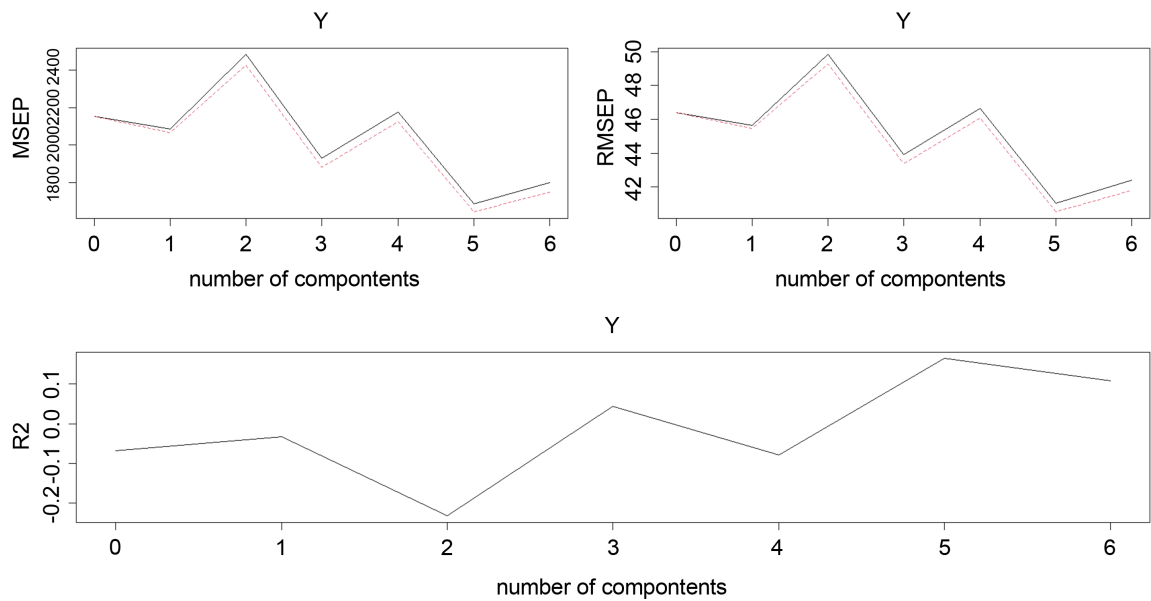 Y
MSEP
1800 2000 2200 2400
0 1 2 3 4 5 6
number of compontents
Y
RMSEP
42 44 46 48 50
0 1 2 3 4 5 6
number of compontents
Y
R2
-0.2 -0.1 0.0 0.1
0 1 2 3 4 5 6
number of compontents